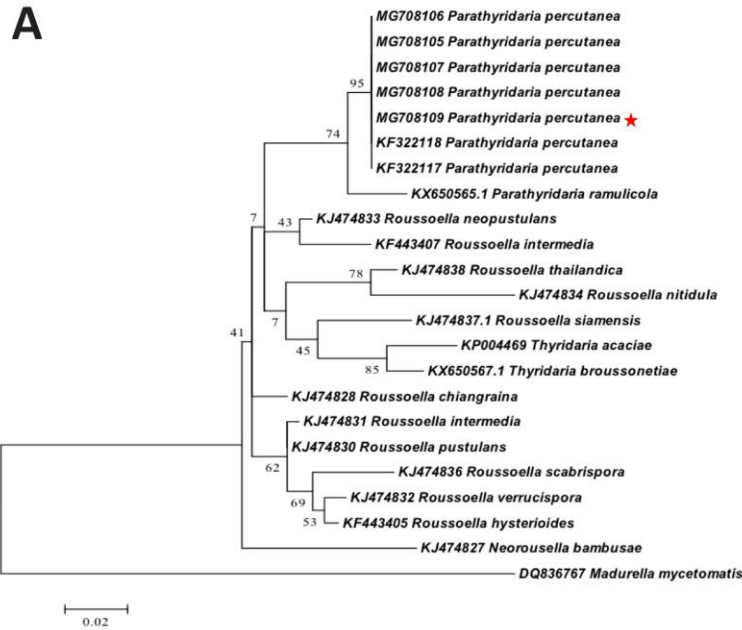 A
MG708106 Parathyridaria percutanea
MG708105 Parathyridaria percutanea
MG708107 Parathyridaria percutanea
95
MG708108 Parathyridaria percutanea
MG708109 Parathyridaria percutanea
74
KF322118 Parathyridaria percutanea
KF322117 Parathyridaria percutanea
KX650565.1 Parathyridaria ramulicola
7
43
KJ474833 Roussoella neopustulans
KF443407 Roussoella intermedia
78
KJ474838 Roussoella thailandica
KJ474834 Roussoella nitidula
7
KJ474837.1 Roussoella siamensis
41
45
KP004469 Thyridaria acaciae
85
KX650567.1 Thyridaria broussonetiae
KJ474828 Roussoella chiangraina
KJ474831 Roussoella intermedia
KJ474830 Roussoella pustulans
62
KJ474836 Roussoella scabrispora
69
KJ474832 Roussoella verrucispora
53
KF443405 Roussoella hysterioides
KJ474827 Neorousella bambusae
DQ836767 Madurella mycetomatis
0.02